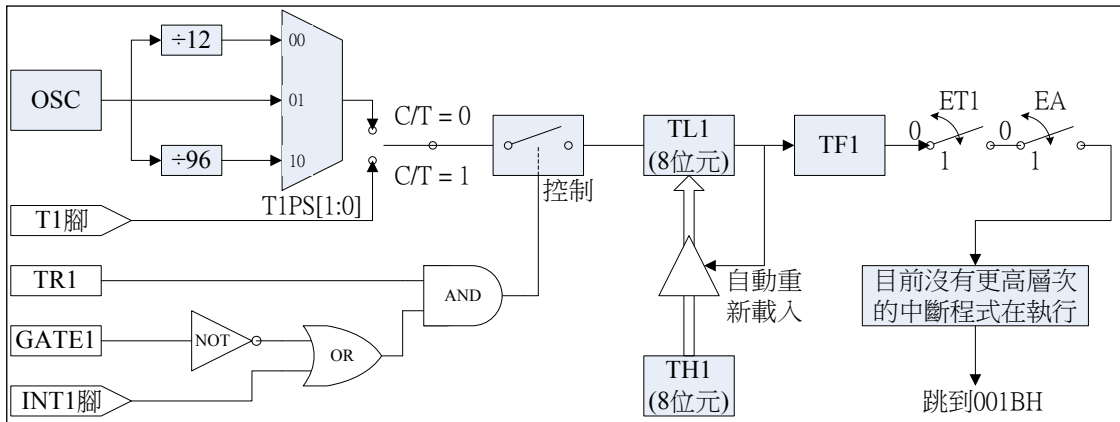 ÷12
00
OSC
01
÷96
10
T1PS[1:0]
C/T = 0
C/T = 1
控制
TL1
(8位元)
TF1
ET1
0
1
EA
0
1
T1腳
TR1
AND
自動重
新載入
目前沒有更高層次
的中斷程式在執行
GATE1
NOT
OR
TH1
(8位元)
INT1腳
跳到001BH